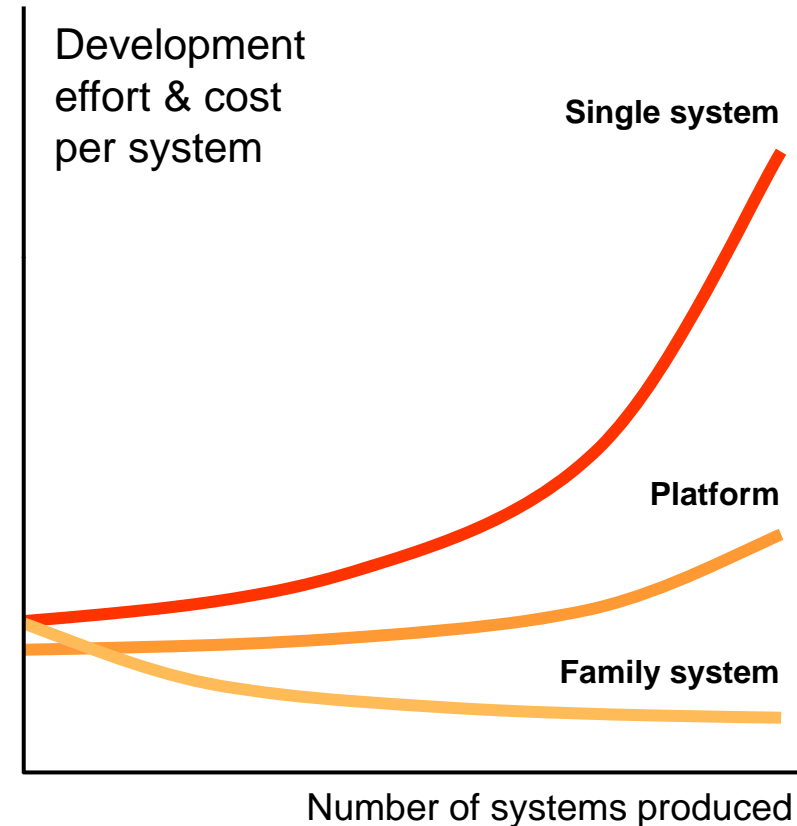 Development
effort & cost
per system
Single system
Platform
Family system
Number of systems produced